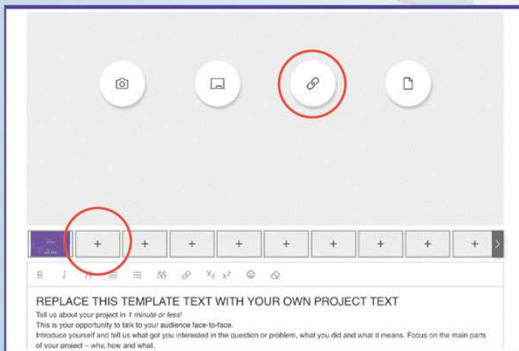 REPLACE THIS TEMPLATE TEXT WITH YOUR OWN PROJECT TEXT
Tell us about your project in 1 minute or less!
This is your opportunity to talk to your audience face-to-face.
Introduce yourself and tell us what got you interested in the question or problem, what you did and what it means. Focus on the main parts
of your project – why, how and what.